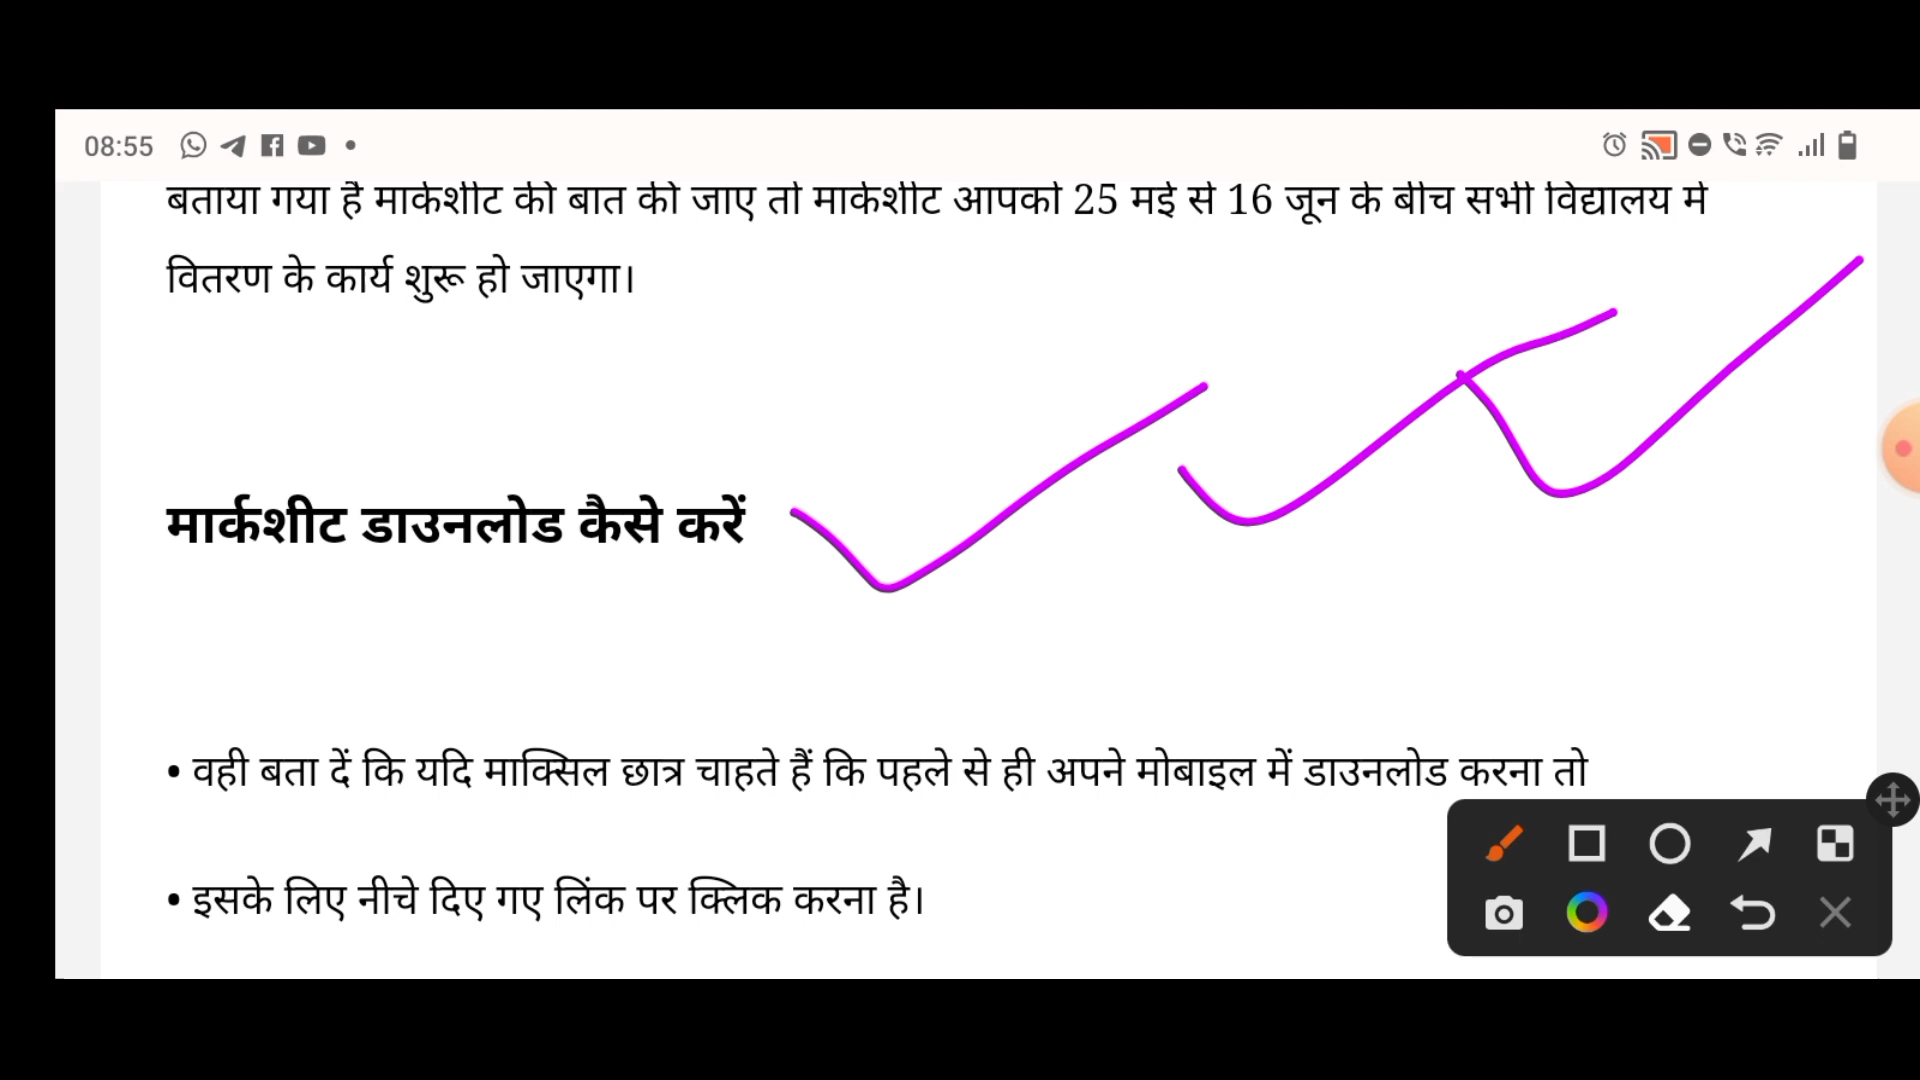 08:55
बताया गया है मार्कशीट की बात की जाए तो मार्कशीट आपको 25 मई से 16 जून के बीच सभी विद्यालय में
वितरण के कार्य शुरू हो जाएगा।
मार्कशीट डाउनलोड कैसे करें
• वही बता दें कि यदि माक्सिल छात्र चाहते हैं कि पहले से ही अपने मोबाइल में डाउनलोड करना तो
• इसके लिए नीचे दिए गए लिंक पर क्लिक करना है।